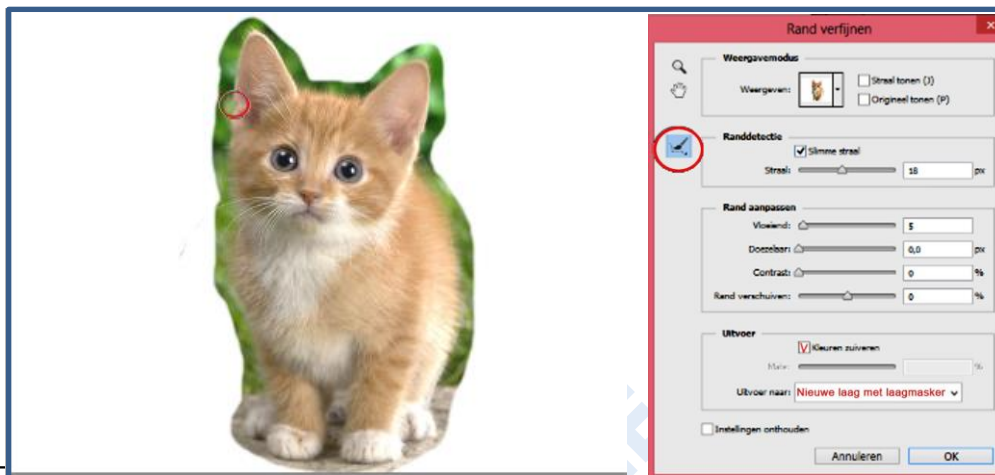 Rand verfijnen
Weergavemodus
Weergeven:
Straal tonen (J)
Origineel tonen (P)
Randdetectie
Slimme straal
Straal: 18 px
Rand aanpassen
Vloeiend: 5
Doezelaar: 0,0 px
Contrast: 0 %
Rand verschuiven: 0 %
Uitvoer
Kleuren zuiveren
Mate: %
Uitvoer naar: Nieuwe laag met laagmasker
Instellingen onthouden
Annuleren OK